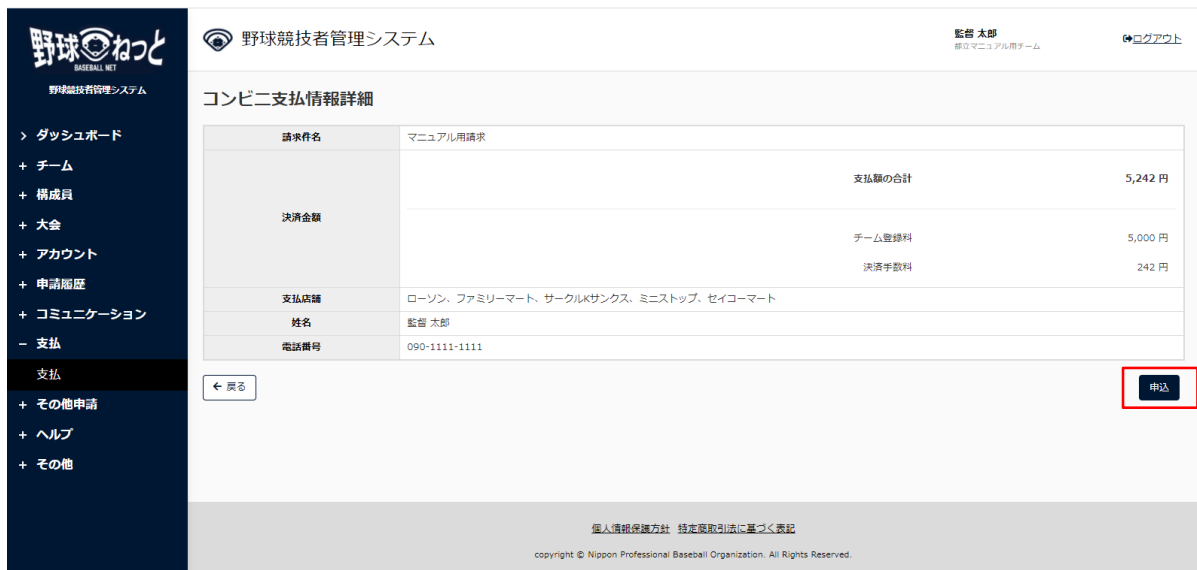 野球ねっと
BASEBALL NET
野球競技者管理システム
野球競技者管理システム
監督 太郎
都立マニュアル用チーム
ログアウト
> ダッシュボード
+ チーム
+ 構成員
+ 大会
+ アカウント
+ 申請履歴
+ コミュニケーション
− 支払
支払
+ その他申請
+ ヘルプ
+ その他
コンビニ支払情報詳細
請求件名 マニュアル用請求
決済金額
支払額の合計 5,242 円
チーム登録料 5,000 円
決済手数料 242 円
支払店舗 ローソン、ファミリーマート、サークルKサンクス、ミニストップ、セイコーマート
姓名 監督 太郎
電話番号 090-1111-1111
← 戻る
申込
個人情報保護方針 特定商取引法に基づく表記
copyright © Nippon Professional Baseball Organization. All Rights Reserved.